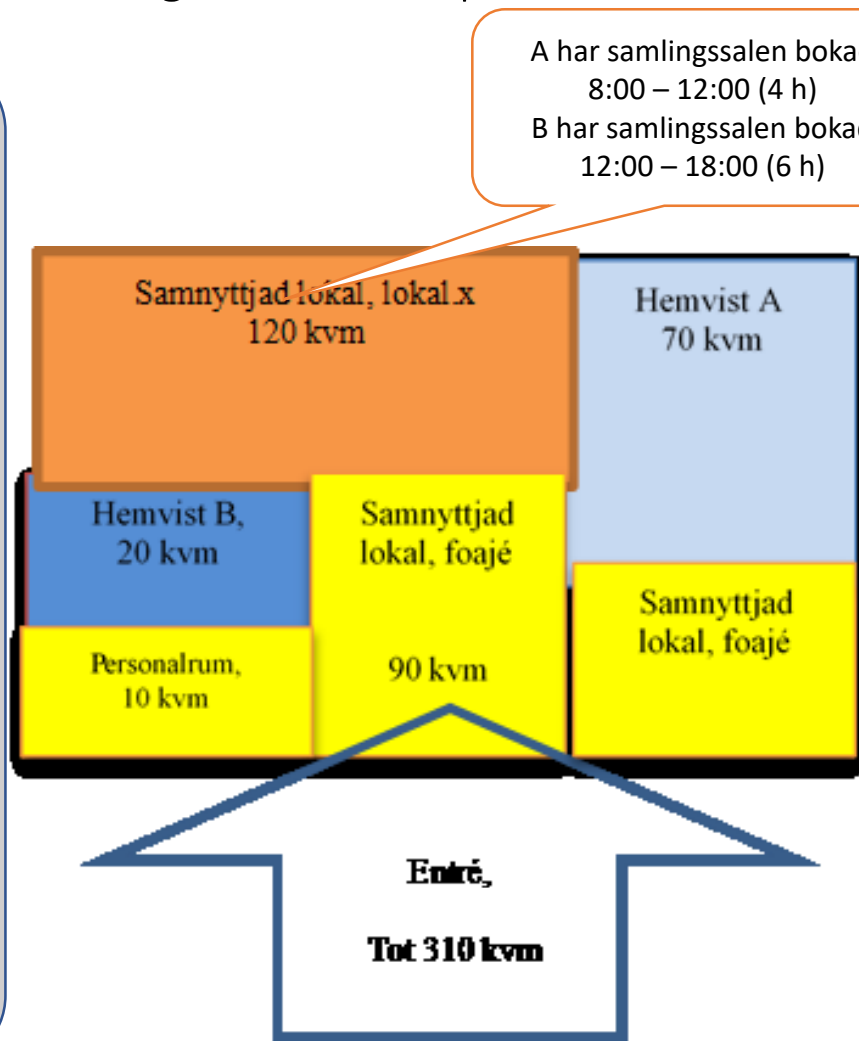 A har samlingssalen boka
8:00 – 12:00 (4 h)
B har samlingssalen boka
12:00 – 18:00 (6 h)
Samnyttjad lokal, lokal.x
120 kvm
Hemvist A
70 kvm
Hemvist B,
20 kvm
Samnyttjad
lokal, foajé
90 kvm
Samnyttjad
lokal, foajé
Personalrum,
10 kvm
Entré,
Tot 310 kvm